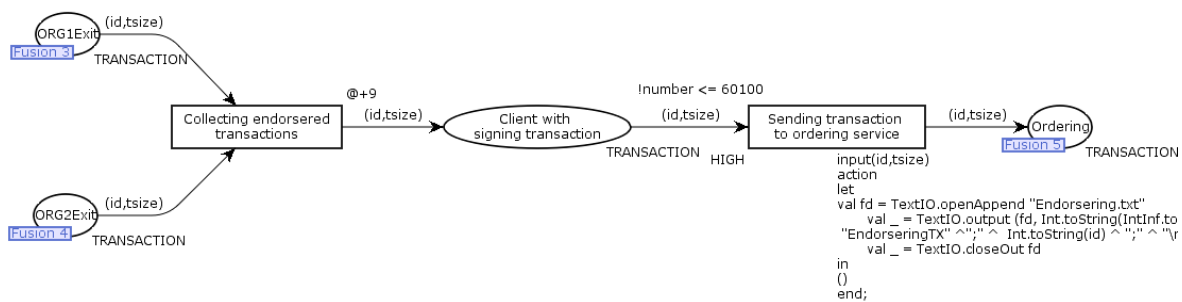 ORG1Exit
(id,tsize)
Fusion 3
TRANSACTION
Collecting endorsered
transactions
@+9
(id,tsize)
Client with
signing transaction
TRANSACTION
!number <= 60100
(id,tsize)
HIGH
Sending transaction
to ordering service
(id,tsize)
Ordering
Fusion 5
TRANSACTION
input(id,tsize)
action
let
val fd = TextIO.openAppend "Endorsering.txt"
val _ = TextIO.output (fd, Int.toString(IntInf.to
"EndorseringTX" ^";" ^ Int.toString(id) ^ ";" ^ "\
val _ = TextIO.closeOut fd
in
()
end;
ORG2Exit
(id,tsize)
Fusion 4
TRANSACTION